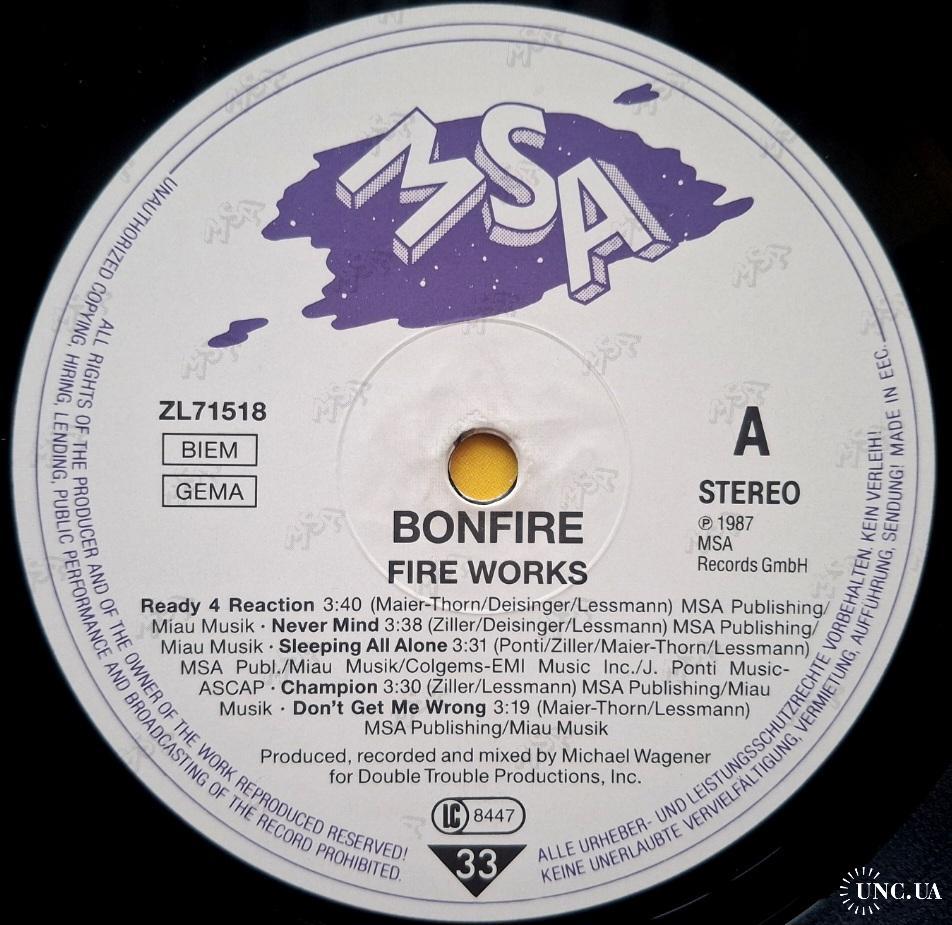 MSA
UNAUTHORIZED COPYING, HIRING, LENDING, PUBLIC PERFORMANCE AND BROADCASTING OF THE RECORD PROHIBITED.
ALL RIGHTS OF THE PRODUCER AND OF THE OWNER OF THE WORK REPRODUCED RESERVED!
ZL71518
BIEM
GEMA
A
STEREO
℗ 1987
MSA
Records GmbH
BONFIRE
FIRE WORKS
Ready 4 Reaction 3:40 (Maier-Thorn/Deisinger/Lessmann) MSA Publishing/
Miau Musik · Never Mind 3:38 (Ziller/Deisinger/Lessmann) MSA Publishing/
Miau Musik · Sleeping All Alone 3:31 (Ponti/Ziller/Maier-Thorn/Lessmann)
MSA Publ./Miau Musik/Colgems-EMI Music Inc./J. Ponti Music-
ASCAP · Champion 3:30 (Ziller/Lessmann) MSA Publishing/Miau
Musik · Don't Get Me Wrong 3:19 (Maier-Thorn/Lessmann)
MSA Publishing/Miau Musik
Produced, recorded and mixed by Michael Wagener
for Double Trouble Productions, Inc.
LC 8447
33
ALLE URHEBER- UND LEISTUNGSSCHUTZRECHTE VORBEHALTEN. KEIN VERLEIH!
KEINE UNERLAUBTE VERVIELFÄLTIGUNG, VERMIETUNG, AUFFÜHRUNG, SENDUNG! MADE IN EEC.
UNC.UA